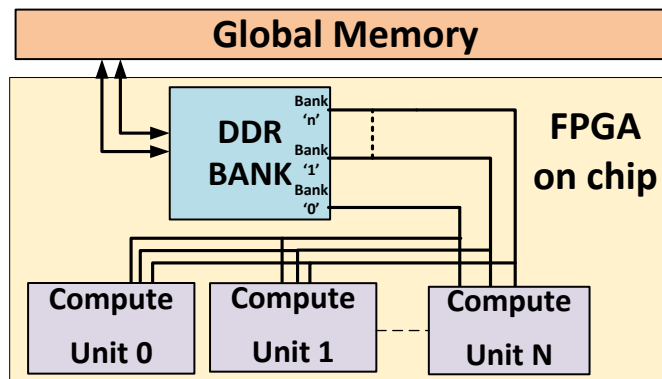 Global Memory
DDR
BANK
Bank
'n'
Bank
'1'
Bank
'0'
FPGA
on chip
Compute
Unit 0
Compute
Unit 1
Compute
Unit N